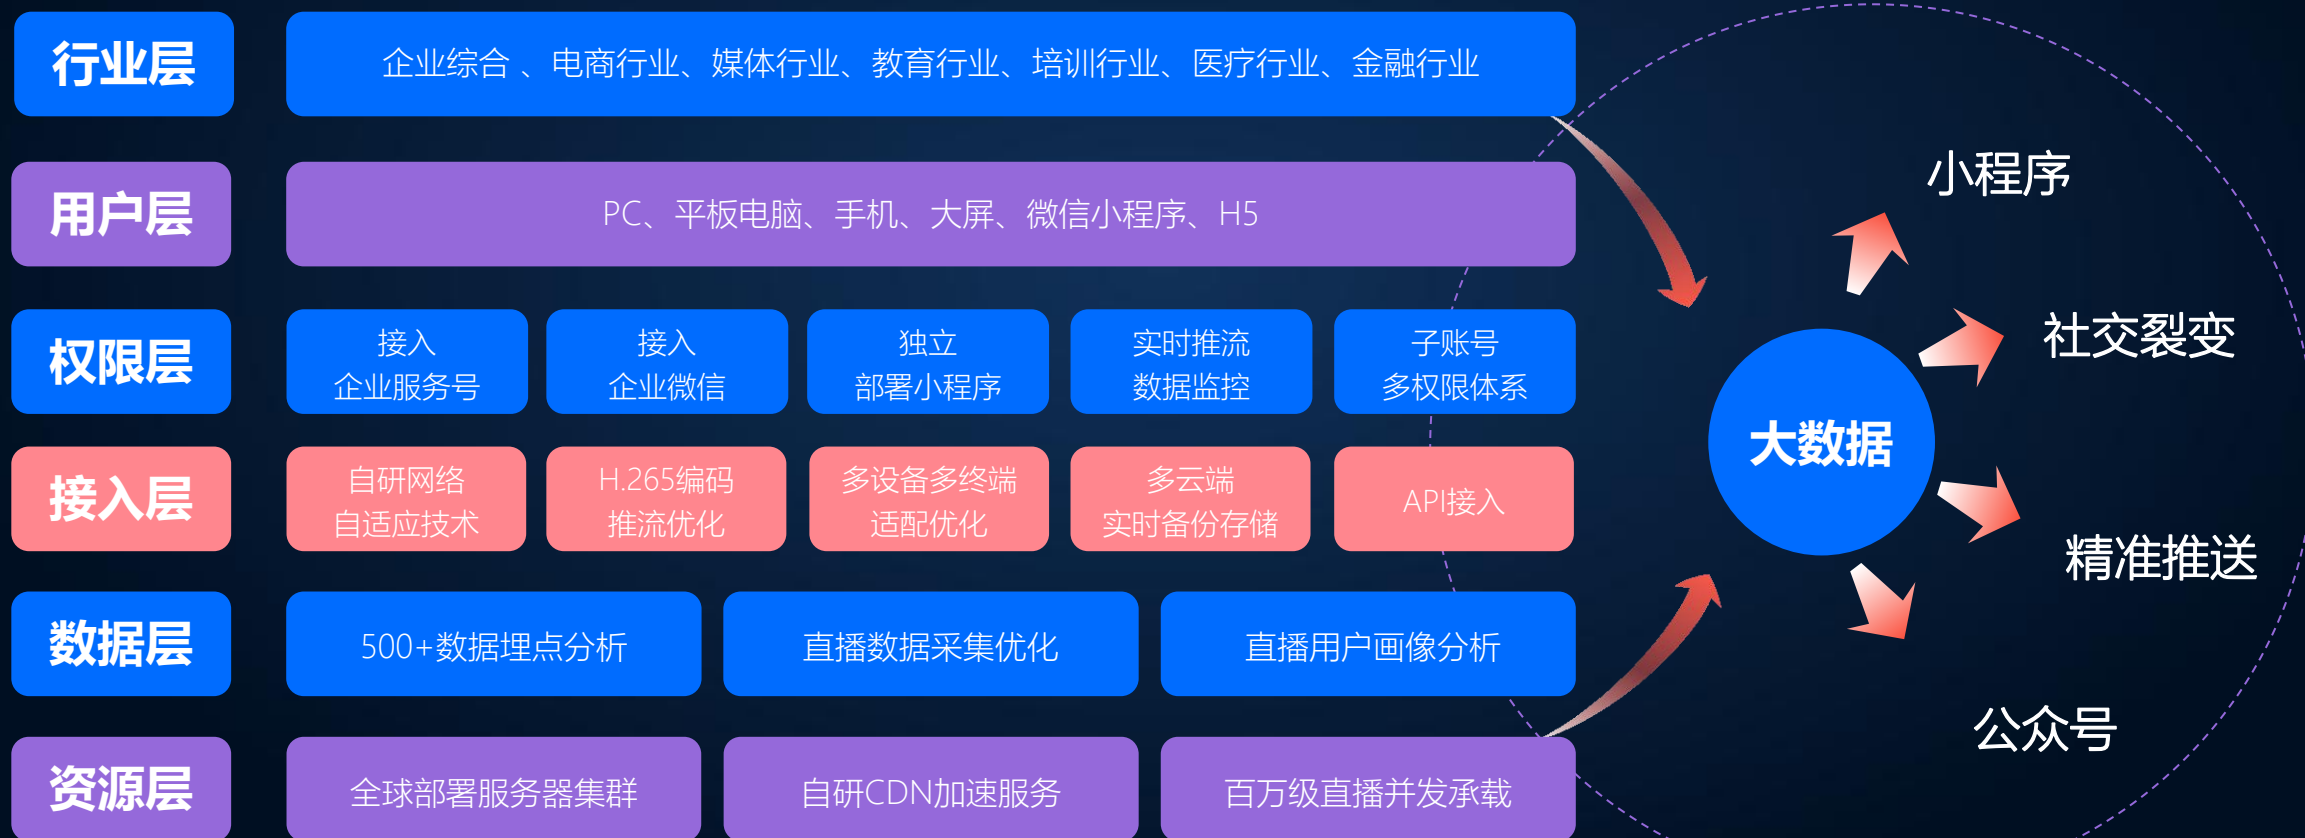 行业层
企业综合 、电商行业、媒体行业、教育行业、培训行业、医疗行业、金融行业
用户层
PC、平板电脑、手机、大屏、微信小程序、H5
权限层
接入
企业服务号
接入
企业微信
独立
部署小程序
实时推流
数据监控
子账号
多权限体系
接入层
自研网络
自适应技术
H.265编码
推流优化
多设备多终端
适配优化
多云端
实时备份存储
API接入
数据层
500+数据埋点分析
直播数据采集优化
直播用户画像分析
资源层
全球部署服务器集群
自研CDN加速服务
百万级直播并发承载
大数据
小程序
社交裂变
精准推送
公众号